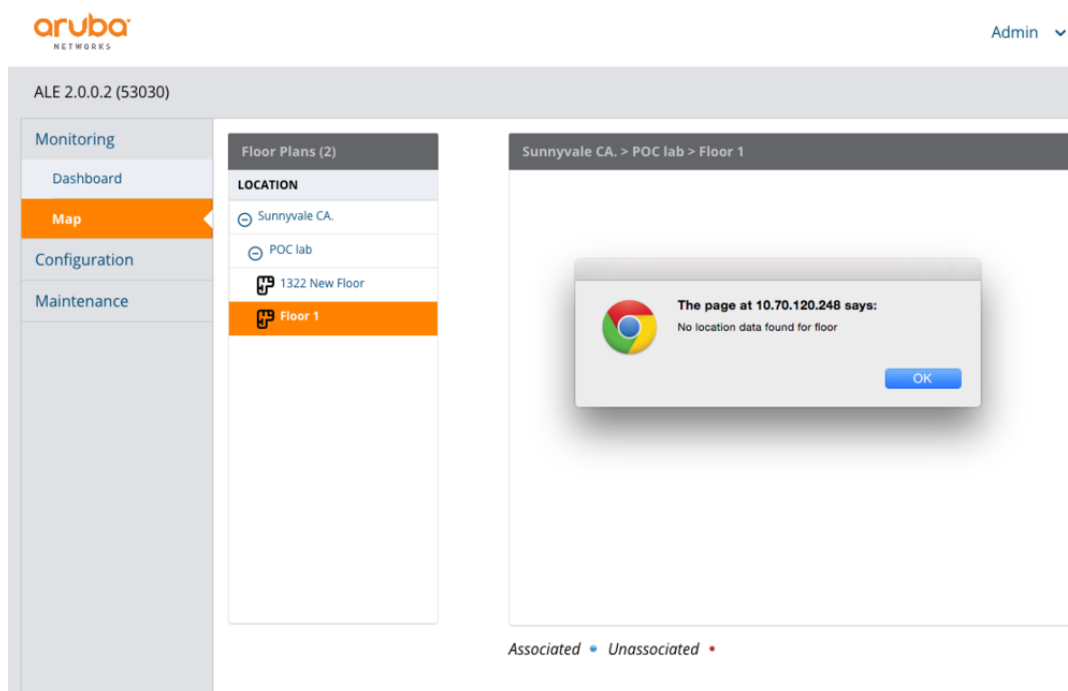 aruba
NETWORKS
Admin
ALE 2.0.0.2 (53030)
Monitoring
Dashboard
Map
Configuration
Maintenance
Floor Plans (2)
LOCATION
Sunnyvale CA.
POC lab
1322 New Floor
Floor 1
Sunnyvale CA. > POC lab > Floor 1
The page at 10.70.120.248 says:
No location data found for floor
OK
Associated Unassociated